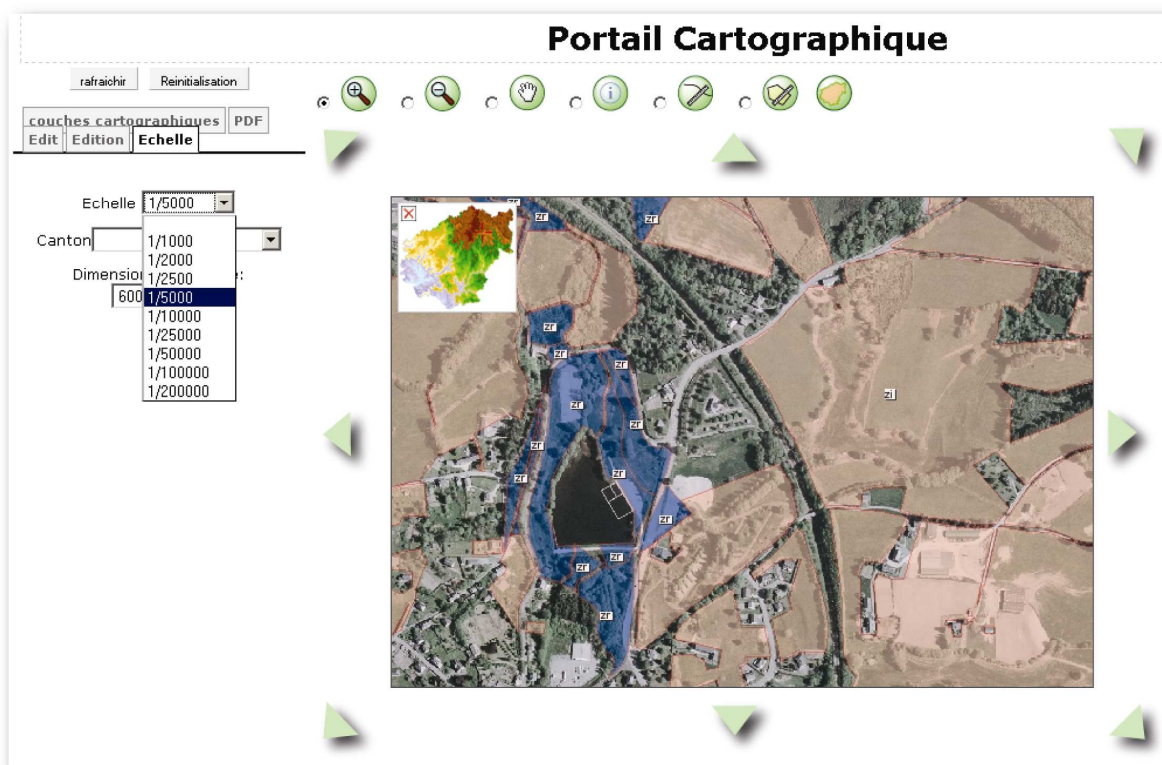 Portail Cartographique
rafraichir Reinitialisation
couches cartographiques PDF
Edit Edition Echelle
Echelle 1/5000
Canton
1/1000
1/2000
1/2500
1/5000
1/10000
1/25000
1/50000
1/100000
1/200000
600
zr
zr
zr
zr
zr
zr
zr
zr
zi
zr
zr
zr
zr
zr
zr
zr